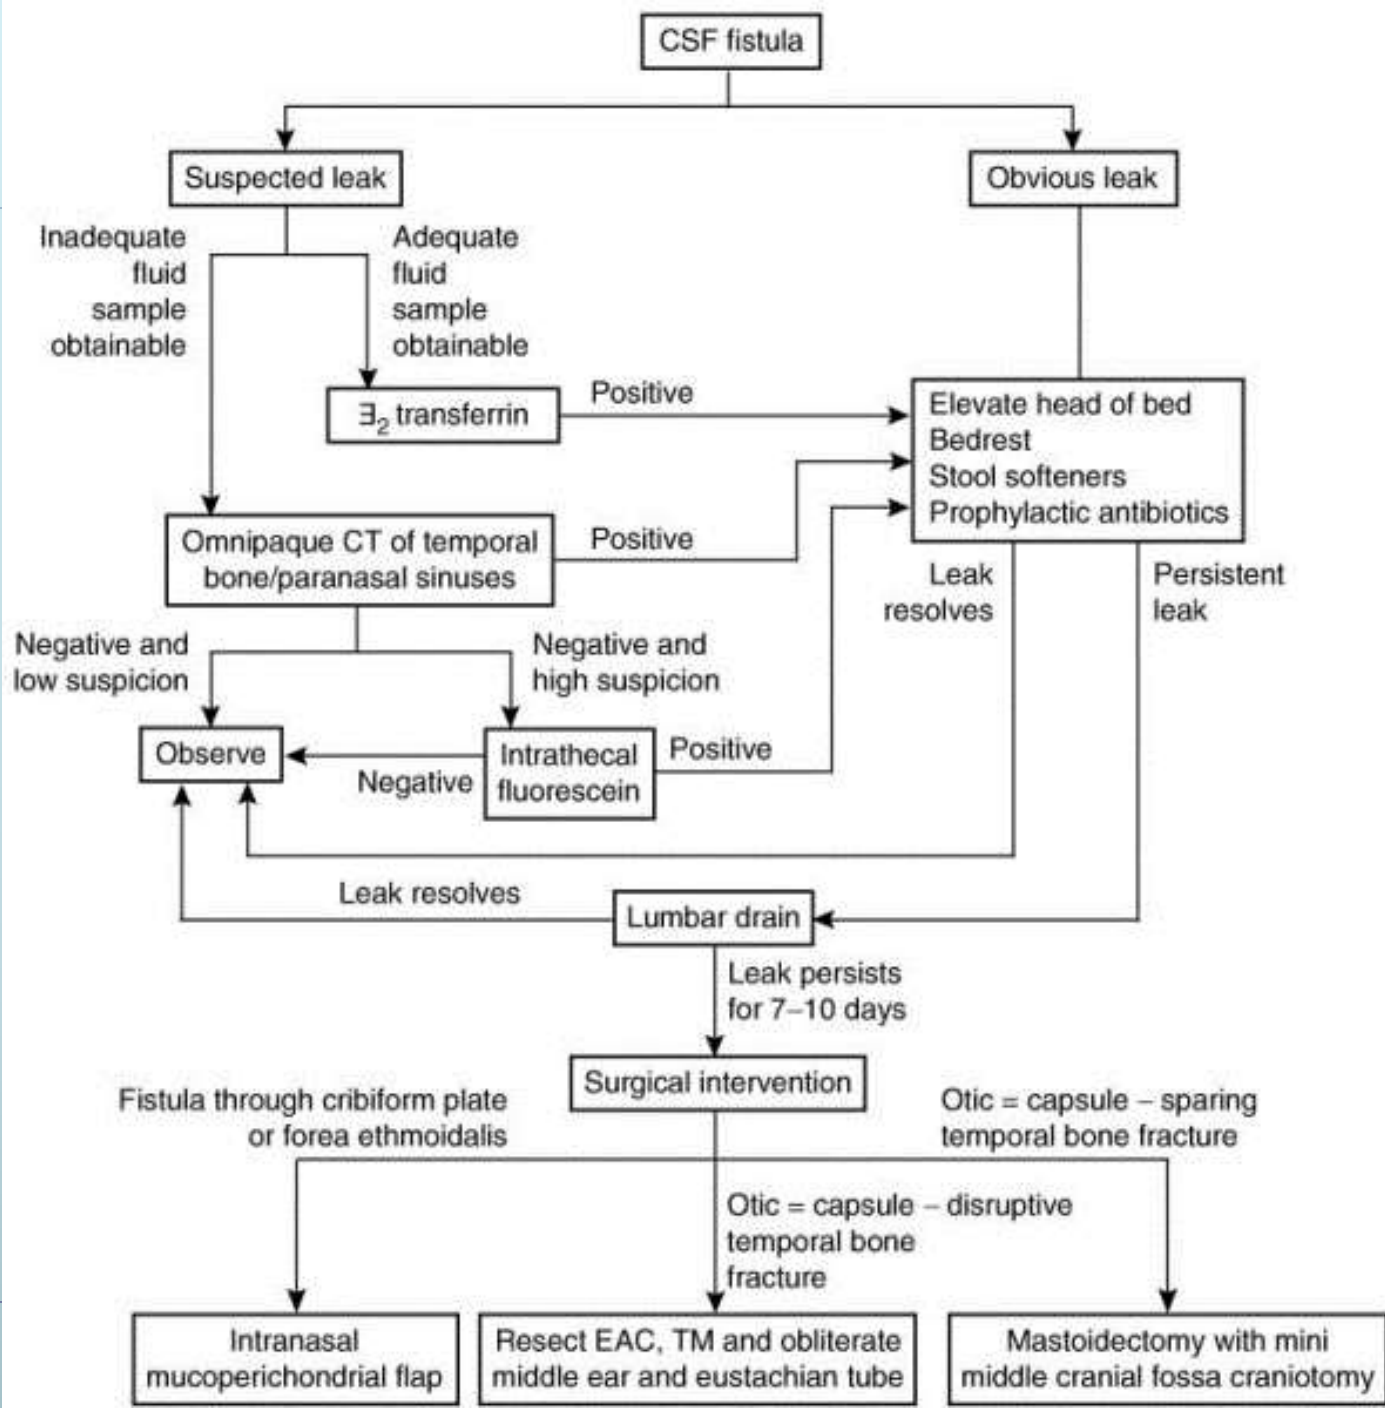 CSF fistula
Suspected leak
Obvious leak
Inadequate
fluid
sample
obtainable
Adequate
fluid
sample
obtainable
∃₂ transferrin
Positive
Elevate head of bed
Bedrest
Stool softeners
Prophylactic antibiotics
Omnipaque CT of temporal
bone/paranasal sinuses
Positive
Leak
resolves
Persistent
leak
Negative and
low suspicion
Negative and
high suspicion
Observe
Negative
Intrathecal
fluorescein
Positive
Leak resolves
Lumbar drain
Leak persists
for 7–10 days
Surgical intervention
Fistula through cribiform plate
or forea ethmoidalis
Otic = capsule – sparing
temporal bone fracture
Otic = capsule – disruptive
temporal bone
fracture
Intranasal
mucoperichondrial flap
Resect EAC, TM and obliterate
middle ear and eustachian tube
Mastoidectomy with mini
middle cranial fossa craniotomy